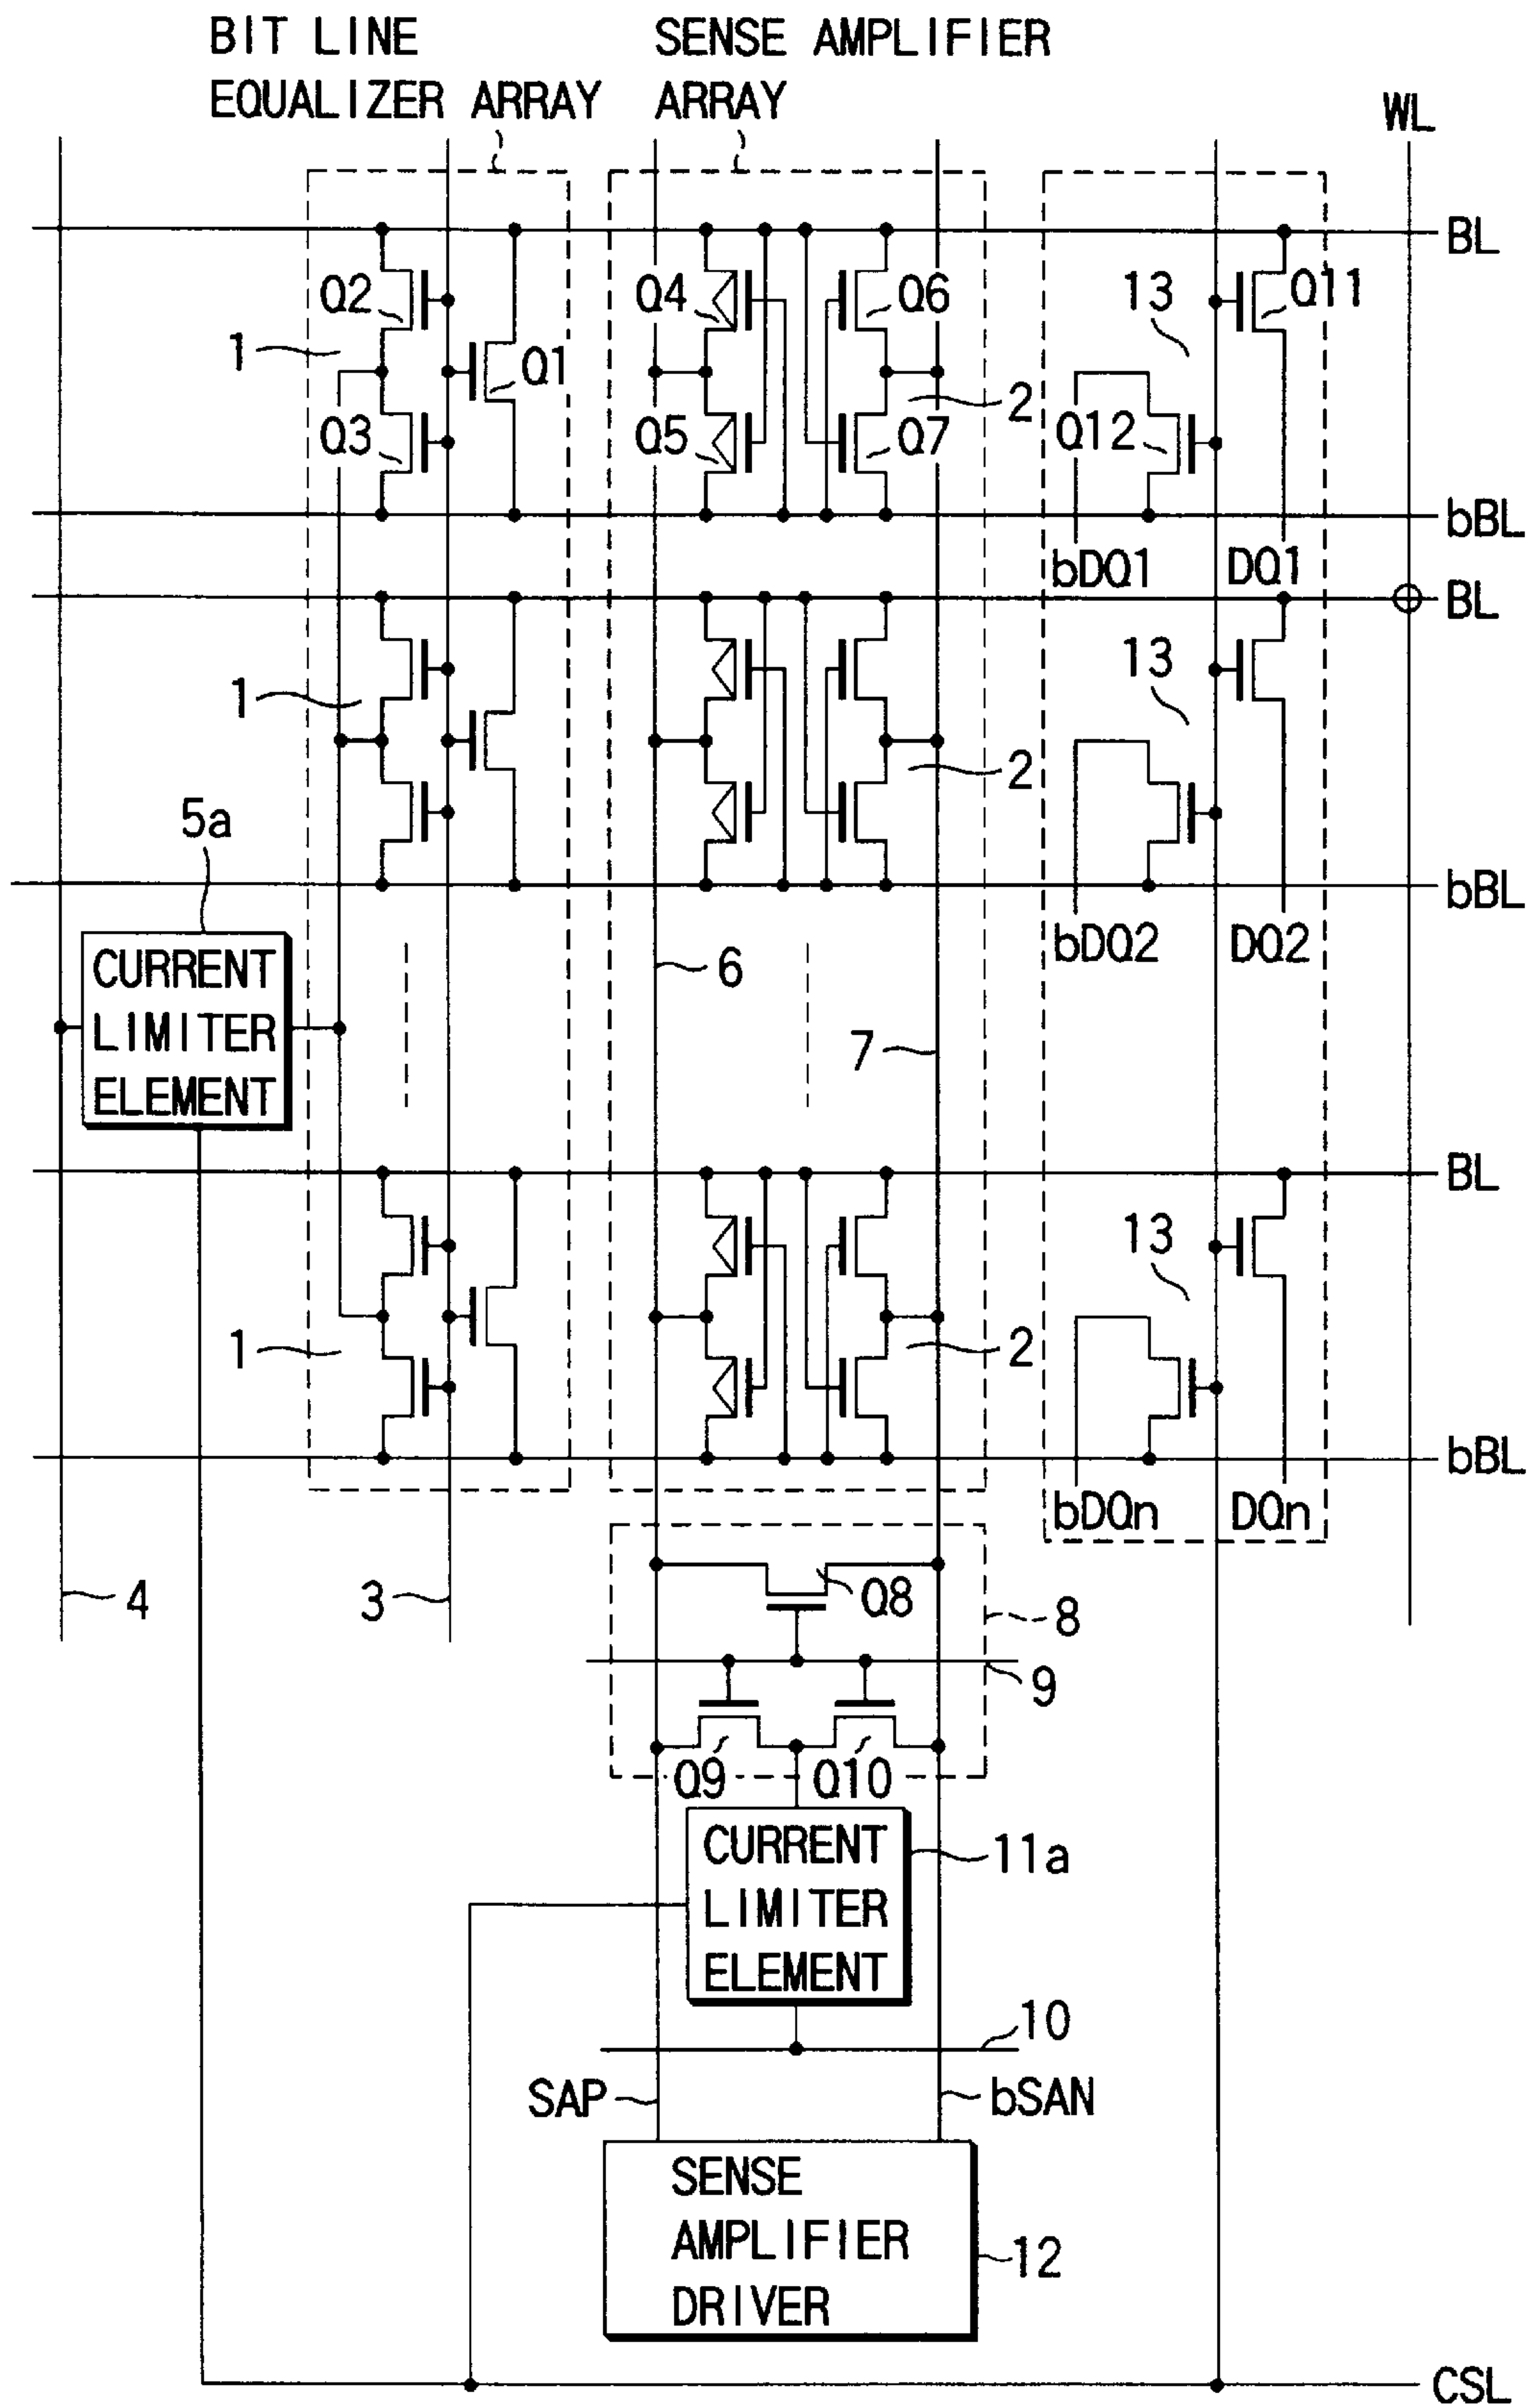 BIT LINE
EQUALIZER ARRAY
SENSE AMPLIFIER
ARRAY
WL
BL
Q2
Q4
Q6
13
Q11
1
Q1
2
Q3
Q5
Q7
Q12
bBL
bDQ1
DQ1
BL
13
1
2
5a
bBL
bDQ2
DQ2
CURRENT
LIMITER
ELEMENT
6
7
BL
13
1
2
bBL
bDQn
DQn
4
3
Q8
8
9
Q9
Q10
CURRENT
LIMITER
ELEMENT
11a
10
SAP
bSAN
SENSE
AMPLIFIER
DRIVER
12
CSL